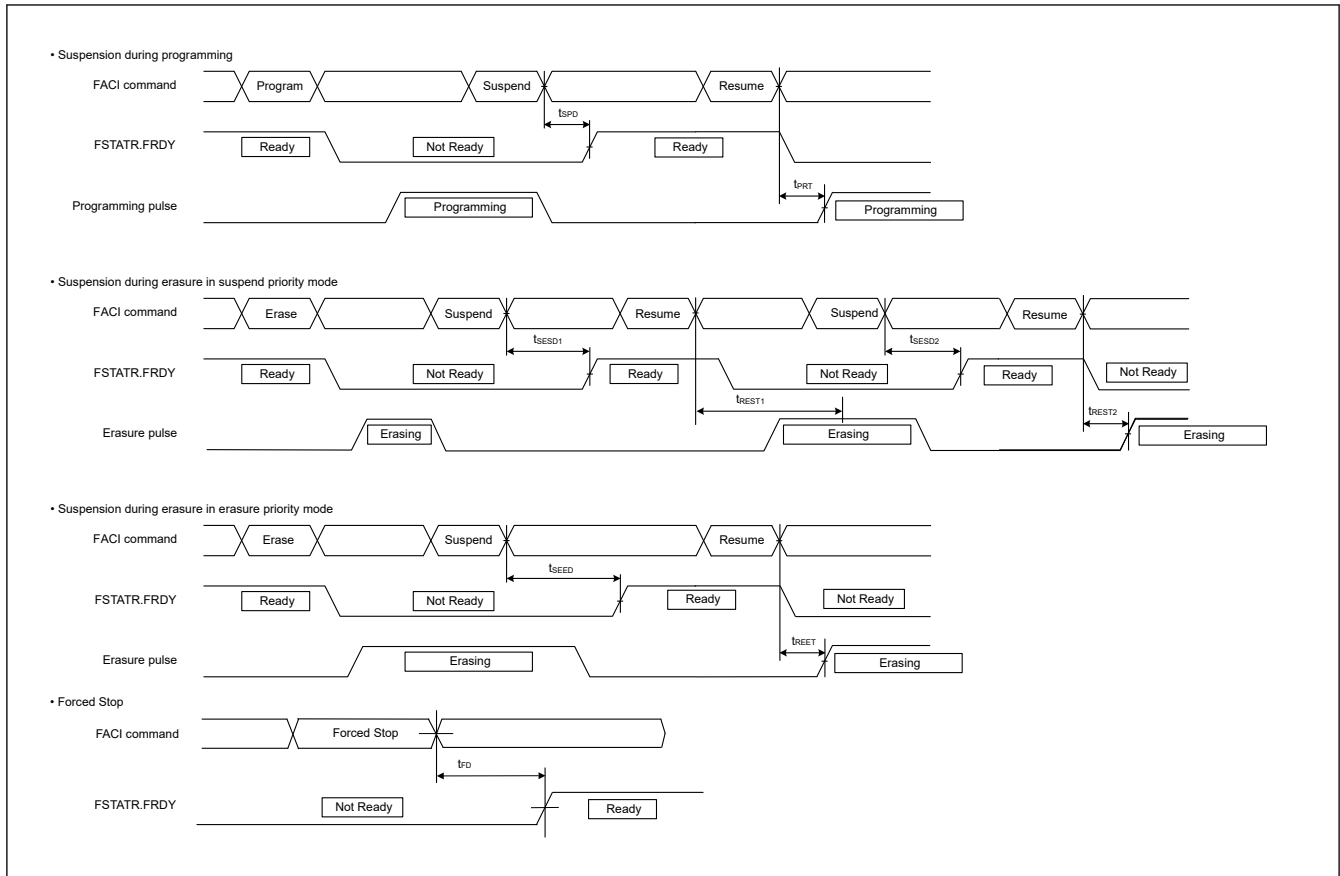 • Suspension during programming
FACI command Program Suspend Resume
tSPD
FSTATR.FRDY Ready Not Ready Ready
tPRT
Programming pulse Programming Programming
• Suspension during erasure in suspend priority mode
FACI command Erase Suspend Resume Suspend Resume
tSESD1 tSESD2
FSTATR.FRDY Ready Not Ready Ready Not Ready Ready Not Ready
tREST1 tREST2
Erasure pulse Erasing Erasing Erasing
• Suspension during erasure in erasure priority mode
FACI command Erase Suspend Resume
tSEED
FSTATR.FRDY Ready Not Ready Ready Not Ready
tREET
Erasure pulse Erasing Erasing
• Forced Stop
FACI command Forced Stop
tFD
FSTATR.FRDY Not Ready Ready